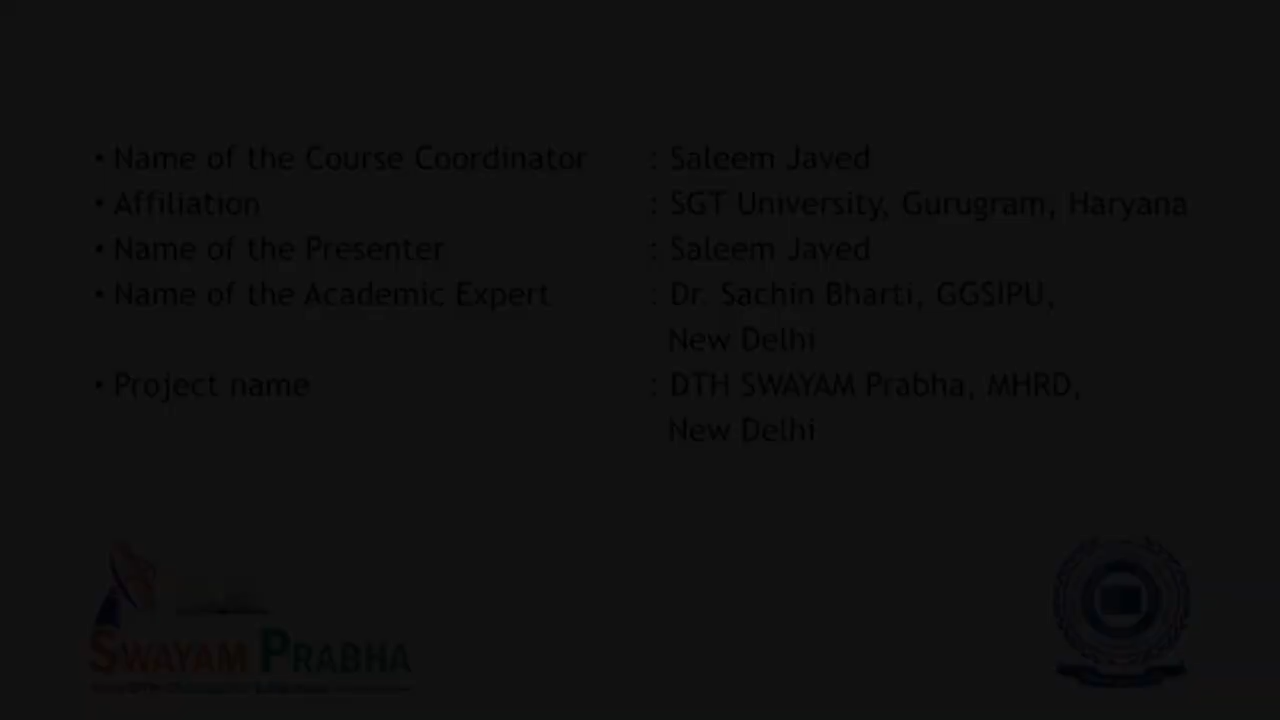 • Name of the Course Coordinator : Saleem Javed
• Affiliation : SGT University, Gurugram, Haryana
• Name of the Presenter : Saleem Javed
• Name of the Academic Expert : Dr. Sachin Bharti, GGSIPU,
New Delhi
• Project name : DTH SWAYAM Prabha, MHRD,
New Delhi
SWAYAM PRABHA